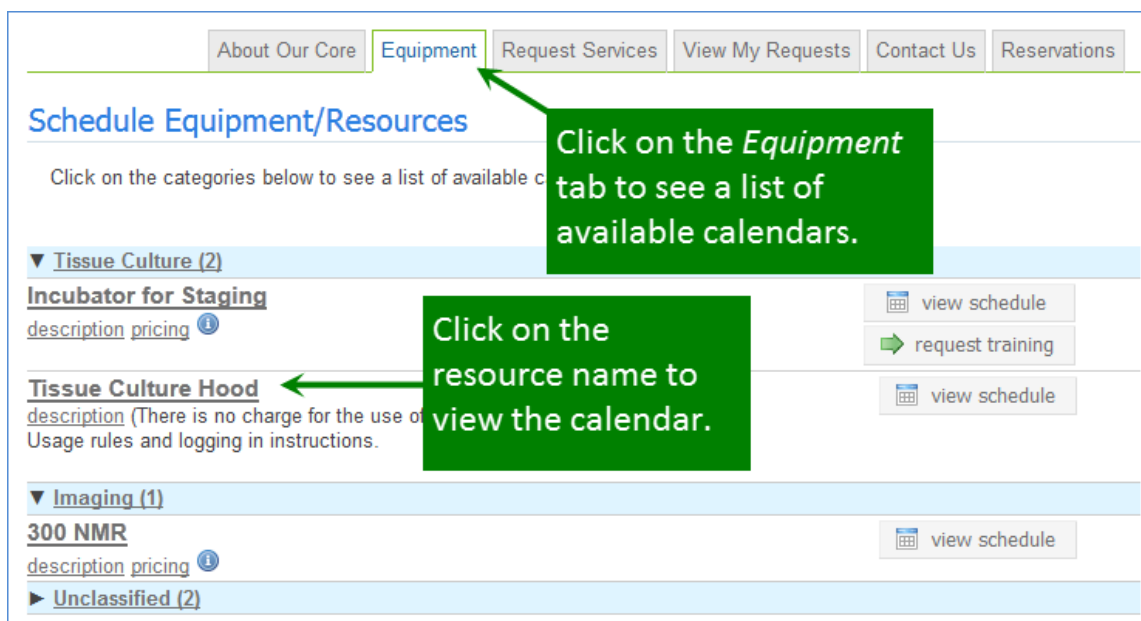 About Our Core Equipment Request Services View My Requests Contact Us Reservations
Schedule Equipment/Resources
Click on the categories below to see a list of available c
Click on the Equipment
tab to see a list of
available calendars.
▼ Tissue Culture (2)
Incubator for Staging
description pricing
view schedule
request training
Click on the
resource name to
view the calendar.
Tissue Culture Hood
description (There is no charge for the use of
Usage rules and logging in instructions.
view schedule
▼ Imaging (1)
300 NMR
description pricing
view schedule
► Unclassified (2)